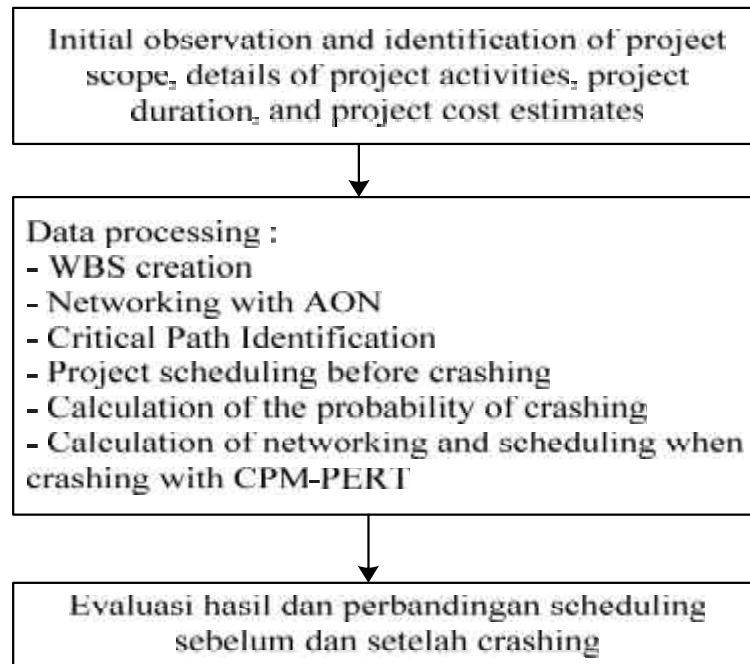 Initial observation and identification of project
scope, details of project activities, project
duration, and project cost estimates
Data processing :
- WBS creation
- Networking with AON
- Critical Path Identification
- Project scheduling before crashing
- Calculation of the probability of crashing
- Calculation of networking and scheduling when
crashing with CPM-PERT
Evaluasi hasil dan perbandingan scheduling
sebelum dan setelah crashing